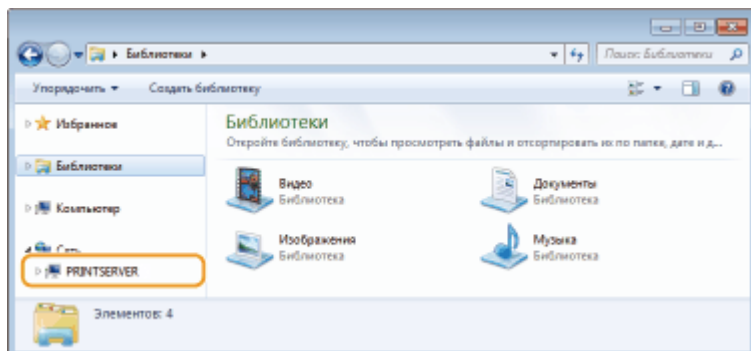 Библиотеки
Поиск: Библиотеки
Упорядочить
Создать библиотеку
Избранное
Библиотеки
Компьютер
Сеть
PRINTSERVER
Библиотеки
Откройте библиотеку, чтобы просмотреть файлы и отсортировать их по папке, дате и д...
Видео
Библиотека
Документы
Библиотека
Изображения
Библиотека
Музыка
Библиотека
Элементов: 4